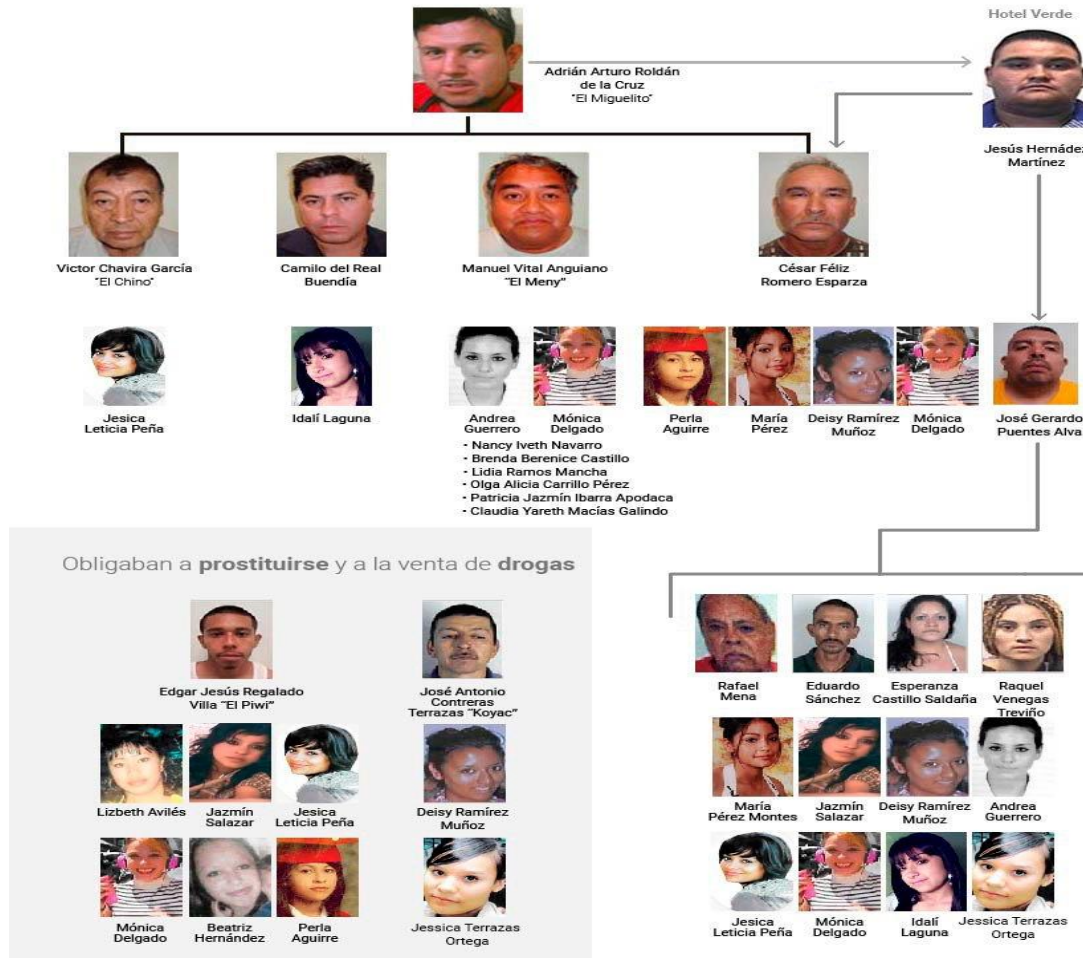 Hotel Verde
Adrián Arturo Roldán
de la Cruz
"El Miguelito"
Jesús Hernádez
Martínez
Victor Chavira García
"El Chino"
Camilo del Real
Buendía
Manuel Vital Anguiano
"El Meny"
César Féliz
Romero Esparza
Jesica
Leticia Peña
Idalí Laguna
Andrea
Guerrero
Mónica
Delgado
Perla
Aguirre
María
Pérez
Deisy Ramírez
Muñoz
Mónica
Delgado
José Gerardo
Puentes Alva
- Nancy Iveth Navarro
- Brenda Berenice Castillo
- Lidia Ramos Mancha
- Olga Alicia Carrillo Pérez
- Patricia Jazmín Ibarra Apodaca
- Claudia Yareth Macías Galindo
Obligaban a prostituirse y a la venta de drogas
Edgar Jesús Regalado
Villa "El Piwi"
José Antonio
Contreras
Terrazas "Koyac"
Lizbeth Avilés
Jazmín
Salazar
Jesica
Leticia Peña
Deisy Ramírez
Muñoz
Mónica
Delgado
Beatriz
Hernández
Perla
Aguirre
Jessica Terrazas
Ortega
Rafael
Mena
Eduardo
Sánchez
Esperanza
Castillo Saldaña
Raquel
Venegas
Treviño
María
Pérez Montes
Jazmín
Salazar
Deisy Ramírez
Muñoz
Andrea
Guerrero
Jesica
Leticia Peña
Mónica
Delgado
Idalí
Laguna
Jessica Terrazas
Ortega